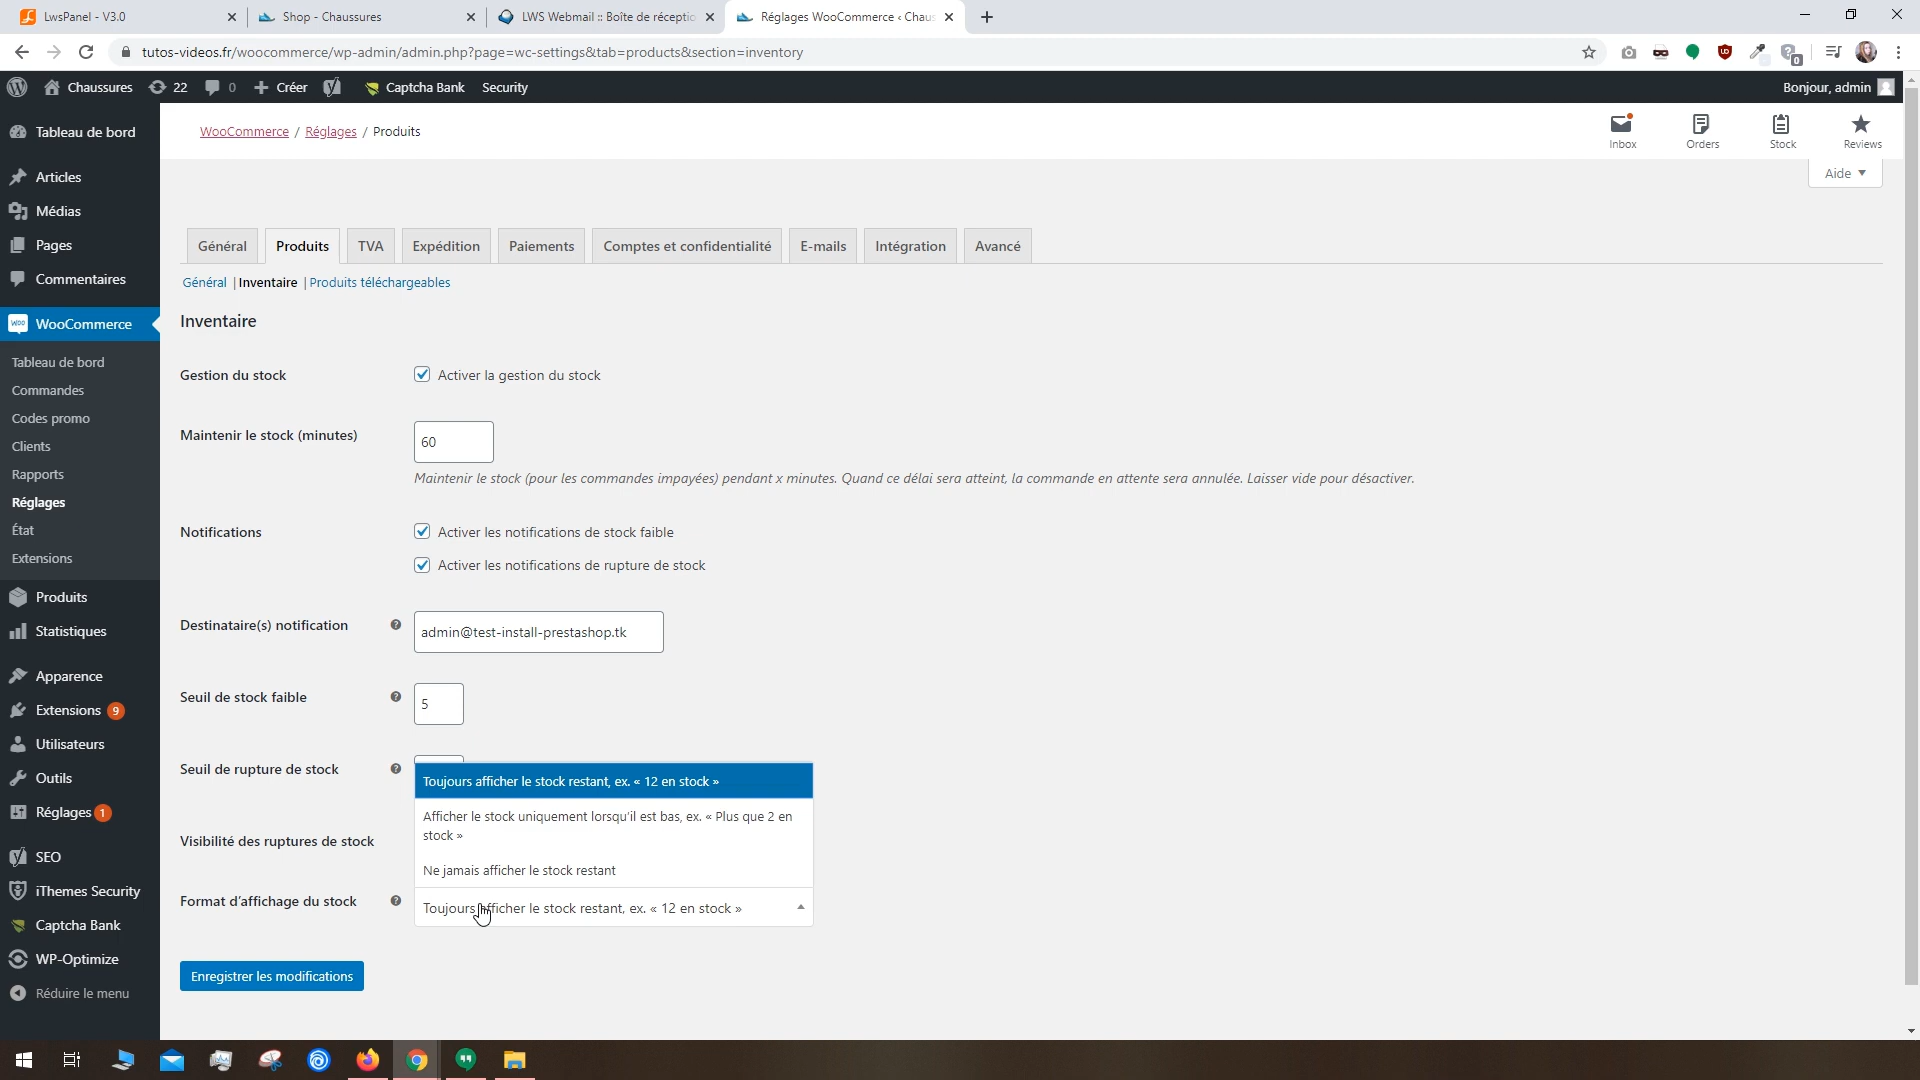 LwsPanel - V3.0
Shop - Chaussures
LWS Webmail :: Boîte de réceptio
Réglages WooCommerce ‹ Chaus
tutos-videos.fr/woocommerce/wp-admin/admin.php?page=wc-settings&tab=products&section=inventory
0
Chaussures
22
0
Créer
Captcha Bank
Security
Bonjour, admin
WooCommerce / Réglages / Produits
Inbox
Orders
Stock
Reviews
Aide
Tableau de bord
Articles
Médias
Pages
Commentaires
WOO
WooCommerce
Tableau de bord
Commandes
Codes promo
Clients
Rapports
Réglages
État
Extensions
Produits
Statistiques
Apparence
Extensions 9
Utilisateurs
Outils
Réglages 1
SEO
iThemes Security
Captcha Bank
WP-Optimize
Réduire le menu
Général
Produits
TVA
Expédition
Paiements
Comptes et confidentialité
E-mails
Intégration
Avancé
Général | Inventaire | Produits téléchargeables
Inventaire
Gestion du stock
Activer la gestion du stock
Maintenir le stock (minutes)
60
Maintenir le stock (pour les commandes impayées) pendant x minutes. Quand ce délai sera atteint, la commande en attente sera annulée. Laisser vide pour désactiver.
Notifications
Activer les notifications de stock faible
Activer les notifications de rupture de stock
Destinataire(s) notification
admin@test-install-prestashop.tk
Seuil de stock faible
5
Seuil de rupture de stock
Toujours afficher le stock restant, ex. « 12 en stock »
Afficher le stock uniquement lorsqu'il est bas, ex. « Plus que 2 en
stock »
Visibilité des ruptures de stock
Ne jamais afficher le stock restant
Format d'affichage du stock
Toujours afficher le stock restant, ex. « 12 en stock »
Enregistrer les modifications